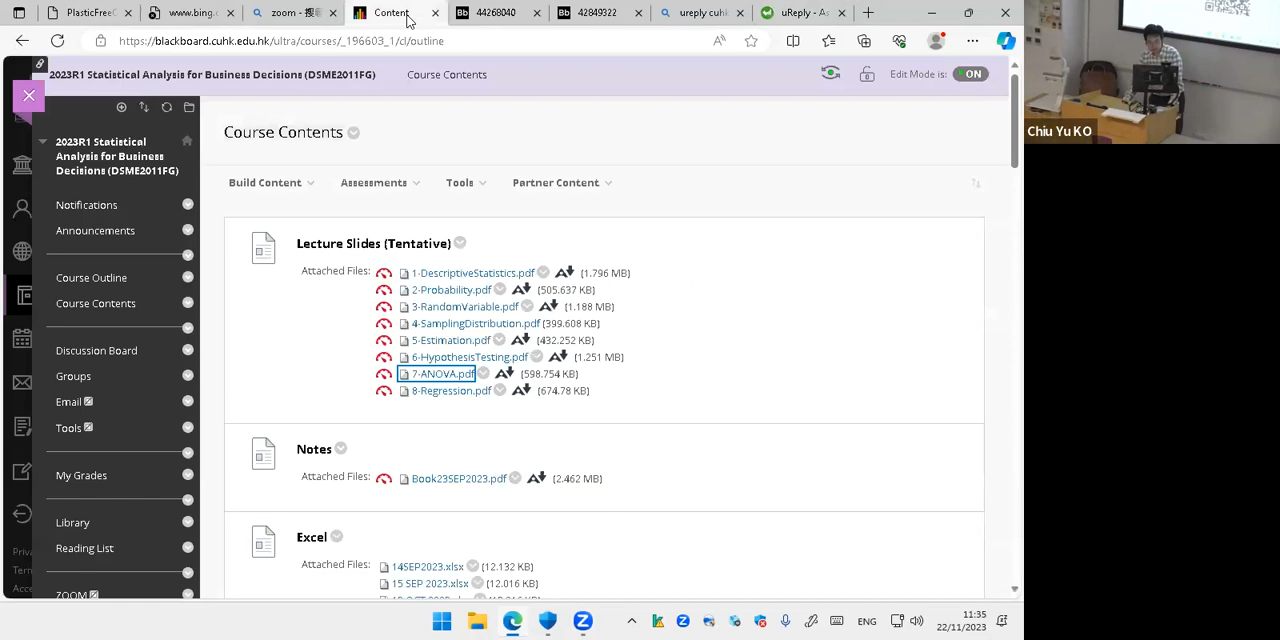 PlasticFreeC
www.bing.c
zoom - 搜尋
Content
44268040
42849322
ureply cuhk
uReply - As
https://blackboard.cuhk.edu.hk/ultra/courses/_196603_1/cl/outline
2023R1 Statistical Analysis for Business Decisions (DSME2011FG)
Course Contents
Edit Mode is:
ON
2023R1 Statistical
Analysis for Business
Decisions (DSME2011FG)
Notifications
Announcements
Course Outline
Course Contents
Discussion Board
Groups
Email
Tools
My Grades
Library
Reading List
ZOOM
Priva
Term
Acce
Course Contents
Build Content
Assessments
Tools
Partner Content
Lecture Slides (Tentative)
Attached Files:
1-DescriptiveStatistics.pdf (1.796 MB)
2-Probability.pdf (505.637 KB)
3-RandomVariable.pdf (1.188 MB)
4-SamplingDistribution.pdf (399.608 KB)
5-Estimation.pdf (432.252 KB)
6-HypothesisTesting.pdf (1.251 MB)
7-ANOVA.pdf (598.754 KB)
8-Regression.pdf (674.78 KB)
Notes
Attached Files:
Book23SEP2023.pdf (2.462 MB)
Excel
Attached Files:
14SEP2023.xlsx (12.132 KB)
15 SEP 2023.xlsx (12.016 KB)
Chiu Yu KO
ENG
11:35
22/11/2023